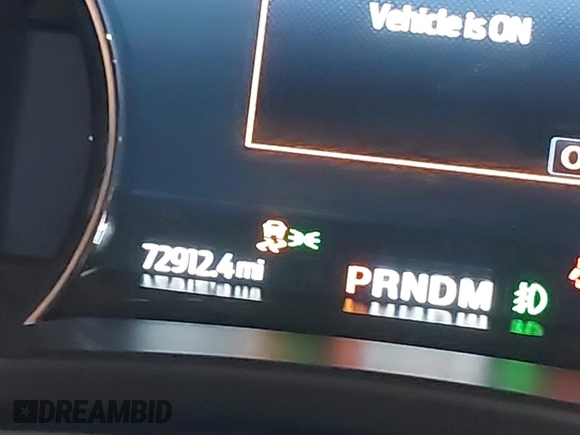 Vehicle is ON
O
72912.4 mi
PRNDM
DREAMBID